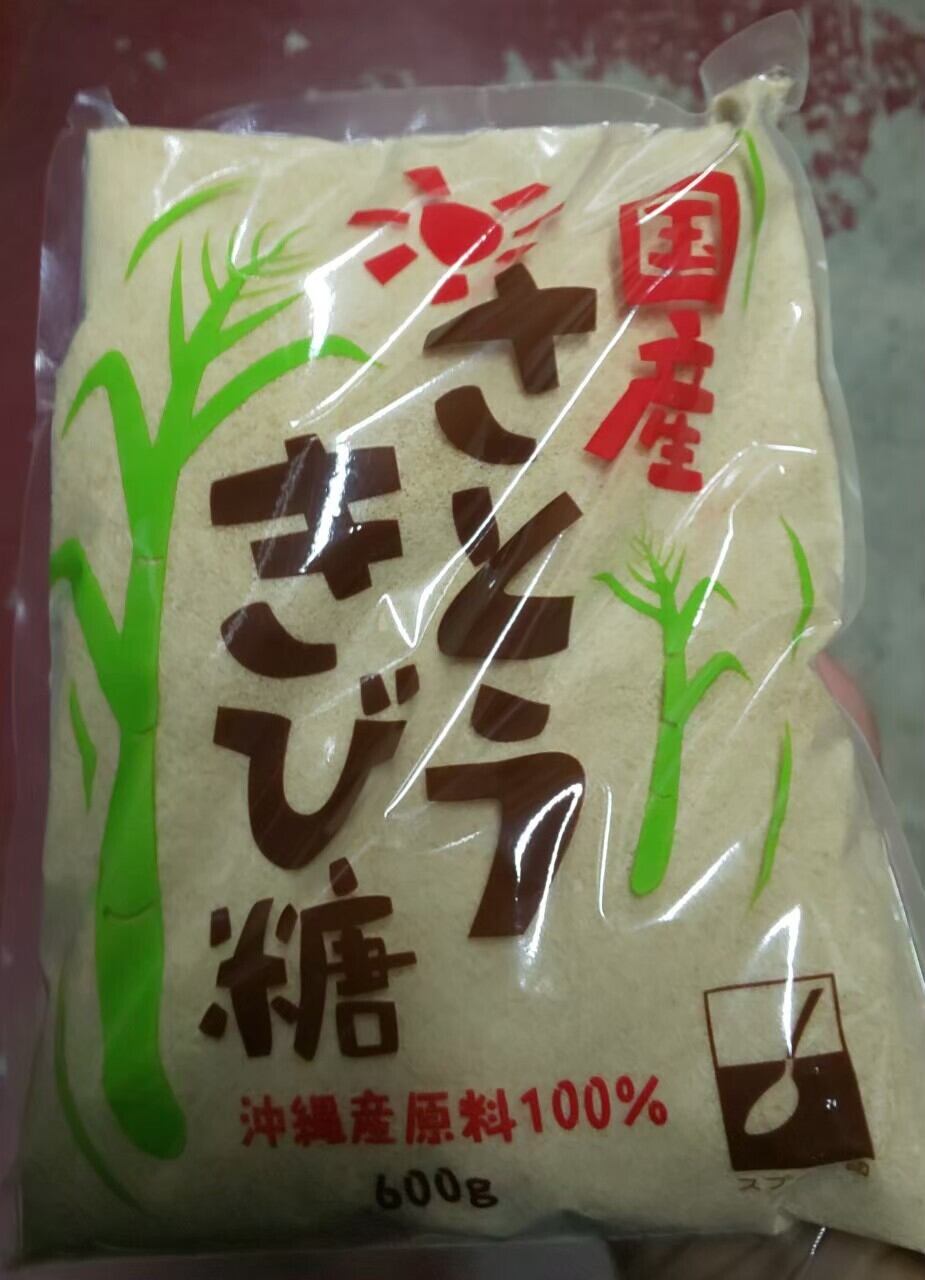 国産
さとう
きび糖
沖縄産原料100%
600g